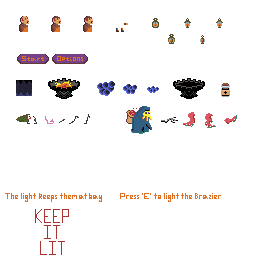 Start Options
The light keeps them at bay Press "E" to light the Brazier
KEEP
IT
LIT